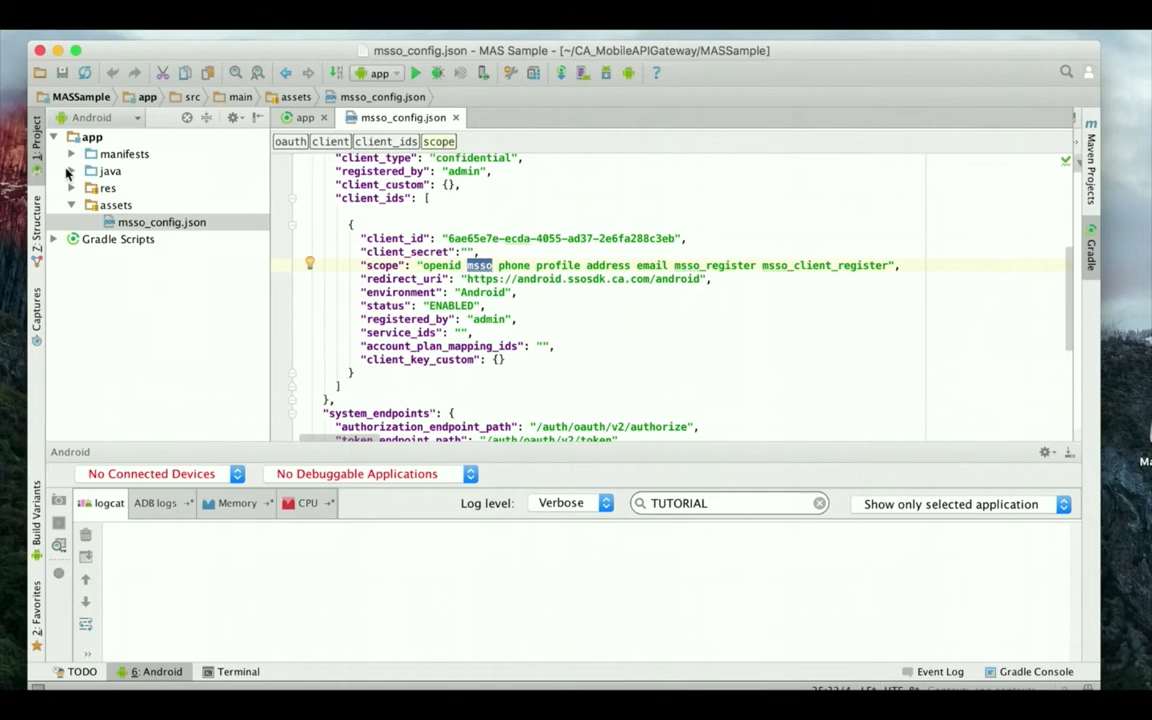 msso_config.json - MAS Sample - [~/CA_MobileAPIGateway/MASSample]
app
MASSample app src main assets msso_config.json
1: Project
Z: Structure
Captures
Build Variants
2: Favorites
Android
app
manifests
java
res
assets
msso_config.json
Gradle Scripts
app msso_config.json
oauth client client_ids scope
"client_type": "confidential",
"registered_by": "admin",
"client_custom": {},
"client_ids": [
{
"client_id": "6ae65e7e-ecda-4055-ad37-2e6fa288c3eb",
"client_secret":"",
"scope": "openid msso phone profile address email msso_register msso_client_register",
"redirect_uri": "https://android.ssosdk.ca.com/android",
"environment": "Android",
"status": "ENABLED",
"registered_by": "admin",
"service_ids": "",
"account_plan_mapping_ids": "",
"client_key_custom": {}
}
]
},
"system_endpoints": {
"authorization_endpoint_path": "/auth/oauth/v2/authorize",
"token_endpoint_path": "/auth/oauth/v2/token"
m Maven Projects
Gradle
Android
No Connected Devices No Debuggable Applications
logcat ADB logs Memory CPU Log level: Verbose TUTORIAL Show only selected application
TODO 6: Android Terminal Event Log Gradle Console